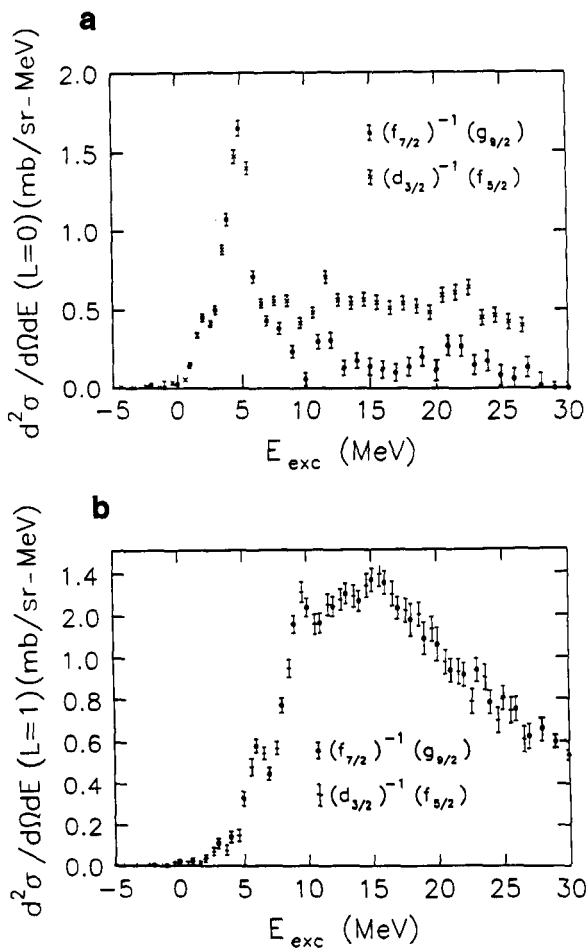 a
d²σ/dΩdE (L=0)(mb/sr-MeV)
2.0
1.5
1.0
0.5
0.0
(f₇/₂)⁻¹ (g₉/₂)
(d₃/₂)⁻¹ (f₅/₂)
-5 0 5 10 15 20 25 30
E exc (MeV)
b
d²σ/dΩdE (L=1)(mb/sr-MeV)
1.4
2.0
1.0
0.8
0.6
0.4
0.2
0.0
(f₇/₂)⁻¹ (g₉/₂)
(d₃/₂)⁻¹ (f₅/₂)
-5 0 5 10 15 20 25 30
E exc (MeV)